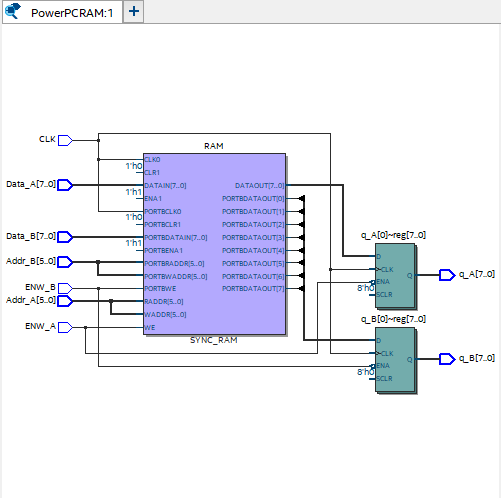 PowerPCRAM:1
+
RAM
CLK
CLK0
1'h0
CLR1
Data_A[7..0]
DATAIN[7..0]
DATAOUT[7..0]
1'h1
ENA1
PORTBDATAOUT[0]
PORTBCLK0
PORTBDATAOUT[1]
1'h0
PORTBCLR1
PORTBDATAOUT[2]
Data_B[7..0]
PORTBDATAIN[7..0]
PORTBDATAOUT[3]
1'h1
PORTBENA1
PORTBDATAOUT[4]
Addr_B[5..0]
PORTBRADDR[5..0]
PORTBDATAOUT[5]
PORTBWADDR[5..0]
PORTBDATAOUT[6]
ENW_B
PORTBWE
PORTBDATAOUT[7]
Addr_A[5..0]
RADDR[5..0]
WADDR[5..0]
ENW_A
WE
SYNC_RAM
q_A[0]~reg[7..0]
D
CLK
Q
q_A[7..0]
ENA
8'h0
SCLR
q_B[0]~reg[7..0]
D
CLK
Q
q_B[7..0]
ENA
8'h0
SCLR